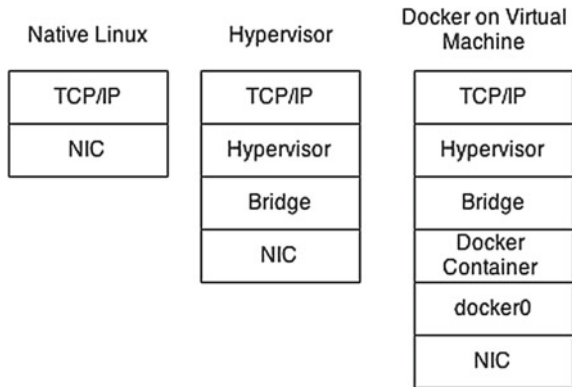 Native Linux
TCP/IP
NIC
Hypervisor
TCP/IP
Hypervisor
Bridge
NIC
Docker on Virtual
Machine
TCP/IP
Hypervisor
Bridge
Docker
Container
docker0
NIC